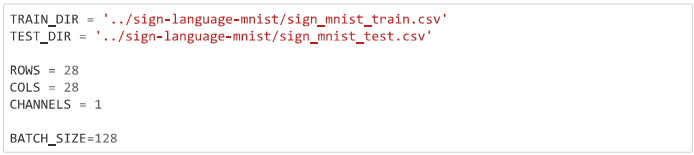 TRAIN_DIR = '../sign-language-mnist/sign_mnist_train.csv'
TEST_DIR = '../sign-language-mnist/sign_mnist_test.csv'
ROWS = 28
COLS = 28
CHANNELS = 1
BATCH_SIZE=128